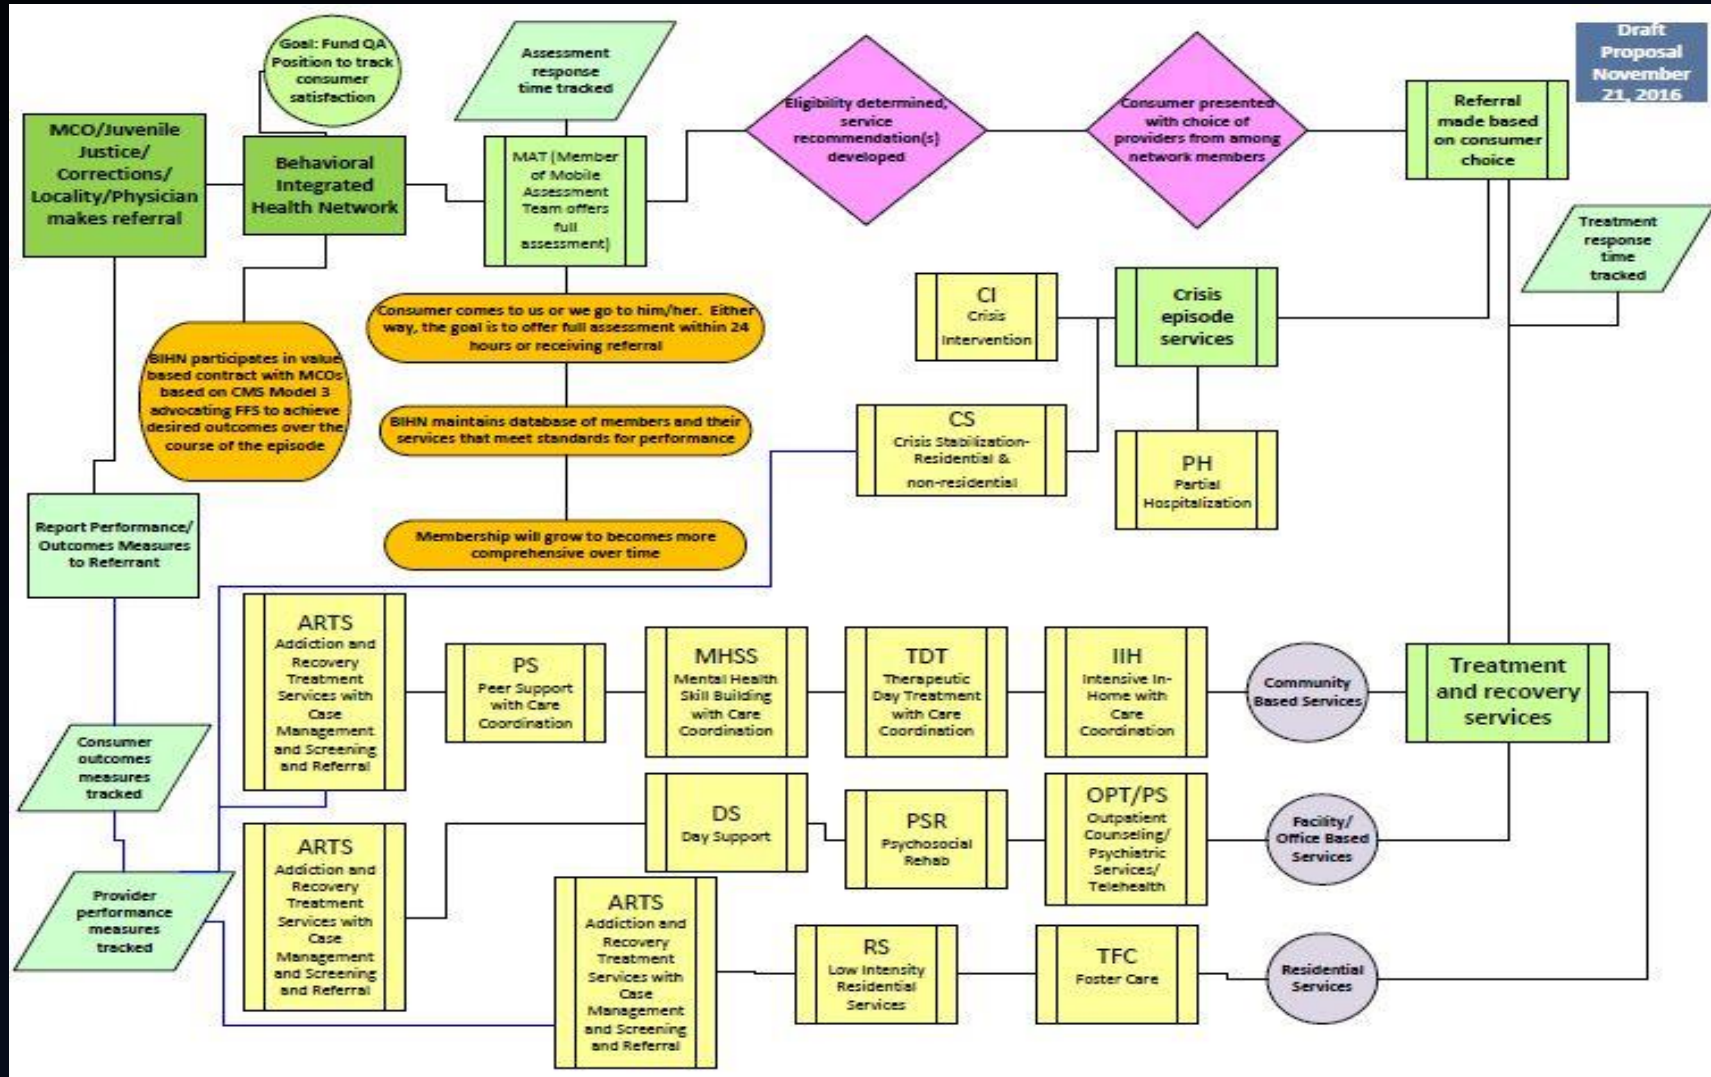 Goal: Fund QA
Position to track
consumer
satisfaction
Assessment
response
time tracked
Draft
Proposal
November
21, 2016
MCO/Juvenile
Justice/
Corrections/
Locality/Physician
makes referral
Behavioral
Integrated
Health Network
MAT (Member
of Mobile
Assessment
Team offers
full
assessment)
Eligibility determined,
service
recommendation(s)
developed
Consumer presented
with choice of
providers from among
network members
Referral
made based
on consumer
choice
Treatment
response
time
tracked
Consumer comes to us or we go to him/her.  Either
way, the goal is to offer full assessment within 24
hours or receiving referral
CI
Crisis
Intervention
Crisis
episode
services
BIHN participates in value
based contract with MCOs
based on CMS Model 3
advocating FFS to achieve
desired outcomes over the
course of the episode
BIHN maintains database of members and their
services that meet standards for performance
CS
Crisis Stabilization-
Residential &
non-residential
PH
Partial
Hospitalization
Report Performance/
Outcomes Measures
to Referrant
Membership will grow to becomes more
comprehensive over time
ARTS
Addiction and
Recovery
Treatment
Services with
Case
Management
and Screening
and Referral
PS
Peer Support
with Care
Coordination
MHSS
Mental Health
Skill Building
with Care
Coordination
TDT
Therapeutic
Day Treatment
with Care
Coordination
IIH
Intensive In-
Home with
Care
Coordination
Community
Based Services
Treatment
and recovery
services
Consumer
outcomes
measures
tracked
ARTS
Addiction and
Recovery
Treatment
Services with
Case
Management
and Screening
and Referral
DS
Day Support
PSR
Psychosocial
Rehab
OPT/PS
Outpatient
Counseling/
Psychiatric
Services/
Telehealth
Facility/
Office Based
Services
Provider
performance
measures
tracked
ARTS
Addiction and
Recovery
Treatment
Services with
Case
Management
and Screening
and Referral
RS
Low Intensity
Residential
Services
TFC
Foster Care
Residential
Services